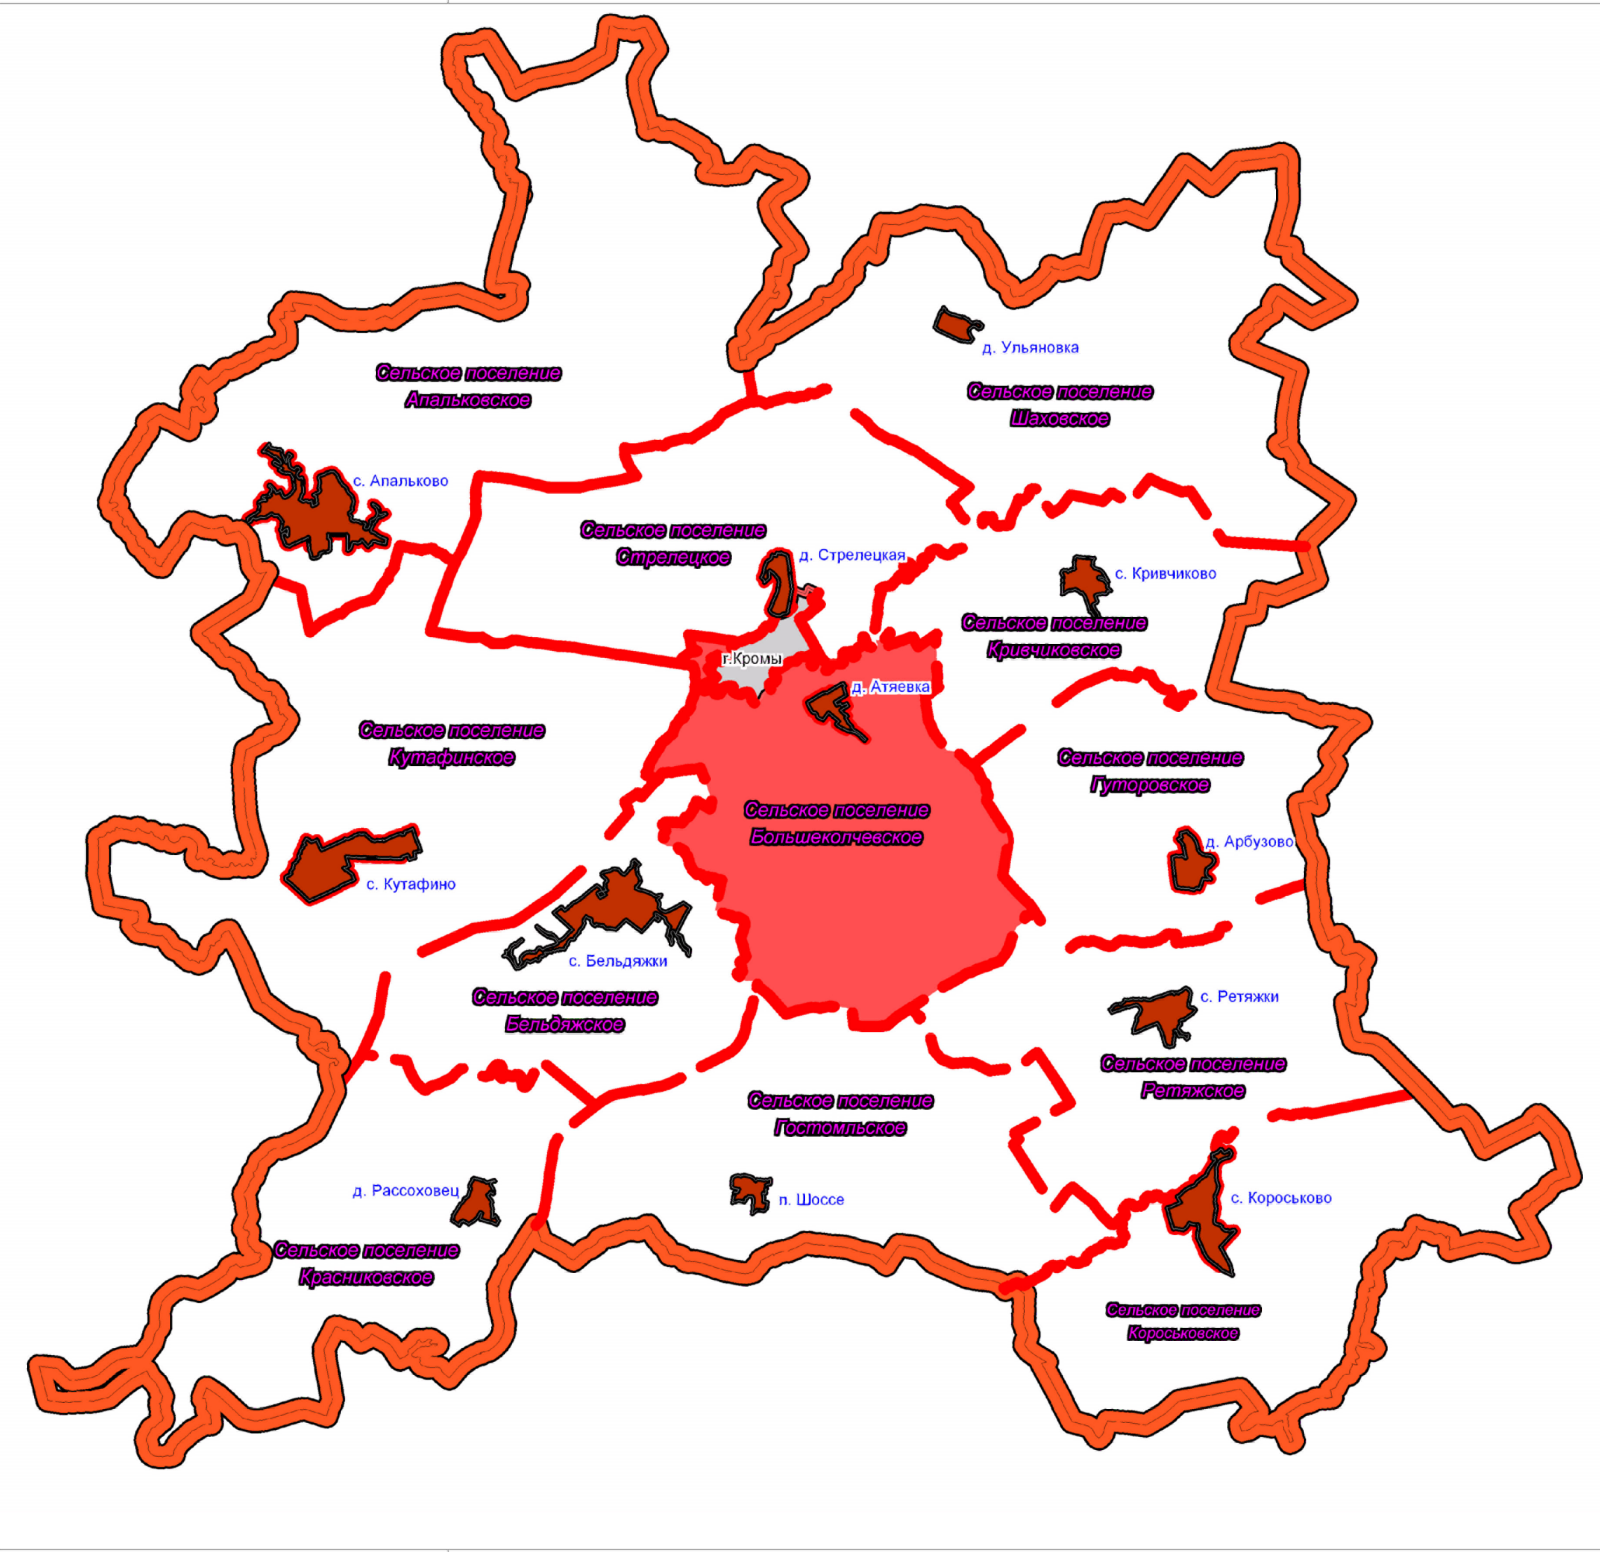 д. Ульяновка
Сельское поселение
Апальковское
Сельское поселение
Шаховское
с. Апальково
Сельское поселение
Стрелецкое
д. Стрелецкая
с. Кривчиково
Сельское поселение
Кривчиковское
г.Кромы
д. Атяевка
Сельское поселение
Кутафинское
Сельское поселение
Гуторовское
Сельское поселение
Большеколчевское
д. Арбузово
с. Кутафино
с. Бельдяжки
Сельское поселение
Бельдяжское
с. Ретяжки
Сельское поселение
Ретяжское
Сельское поселение
Гостомльское
д. Рассоховец
п. Шоссе
с. Короськово
Сельское поселение
Красниковское
Сельское поселение
Короськовское